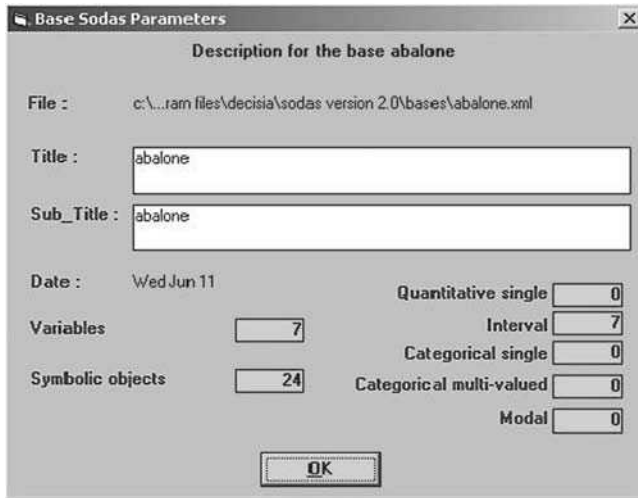 Base Sodas Parameters
Description for the base abalone
File : c:\...ram files\decisia\sodas version 2.0\bases\abalone.xml
Title : abalone
Sub_Title : abalone
Date : Wed Jun 11
Quantitative single 0
Variables 7
Interval 7
Categorical single 0
Symbolic objects 24
Categorical multi-valued 0
Modal 0
OK